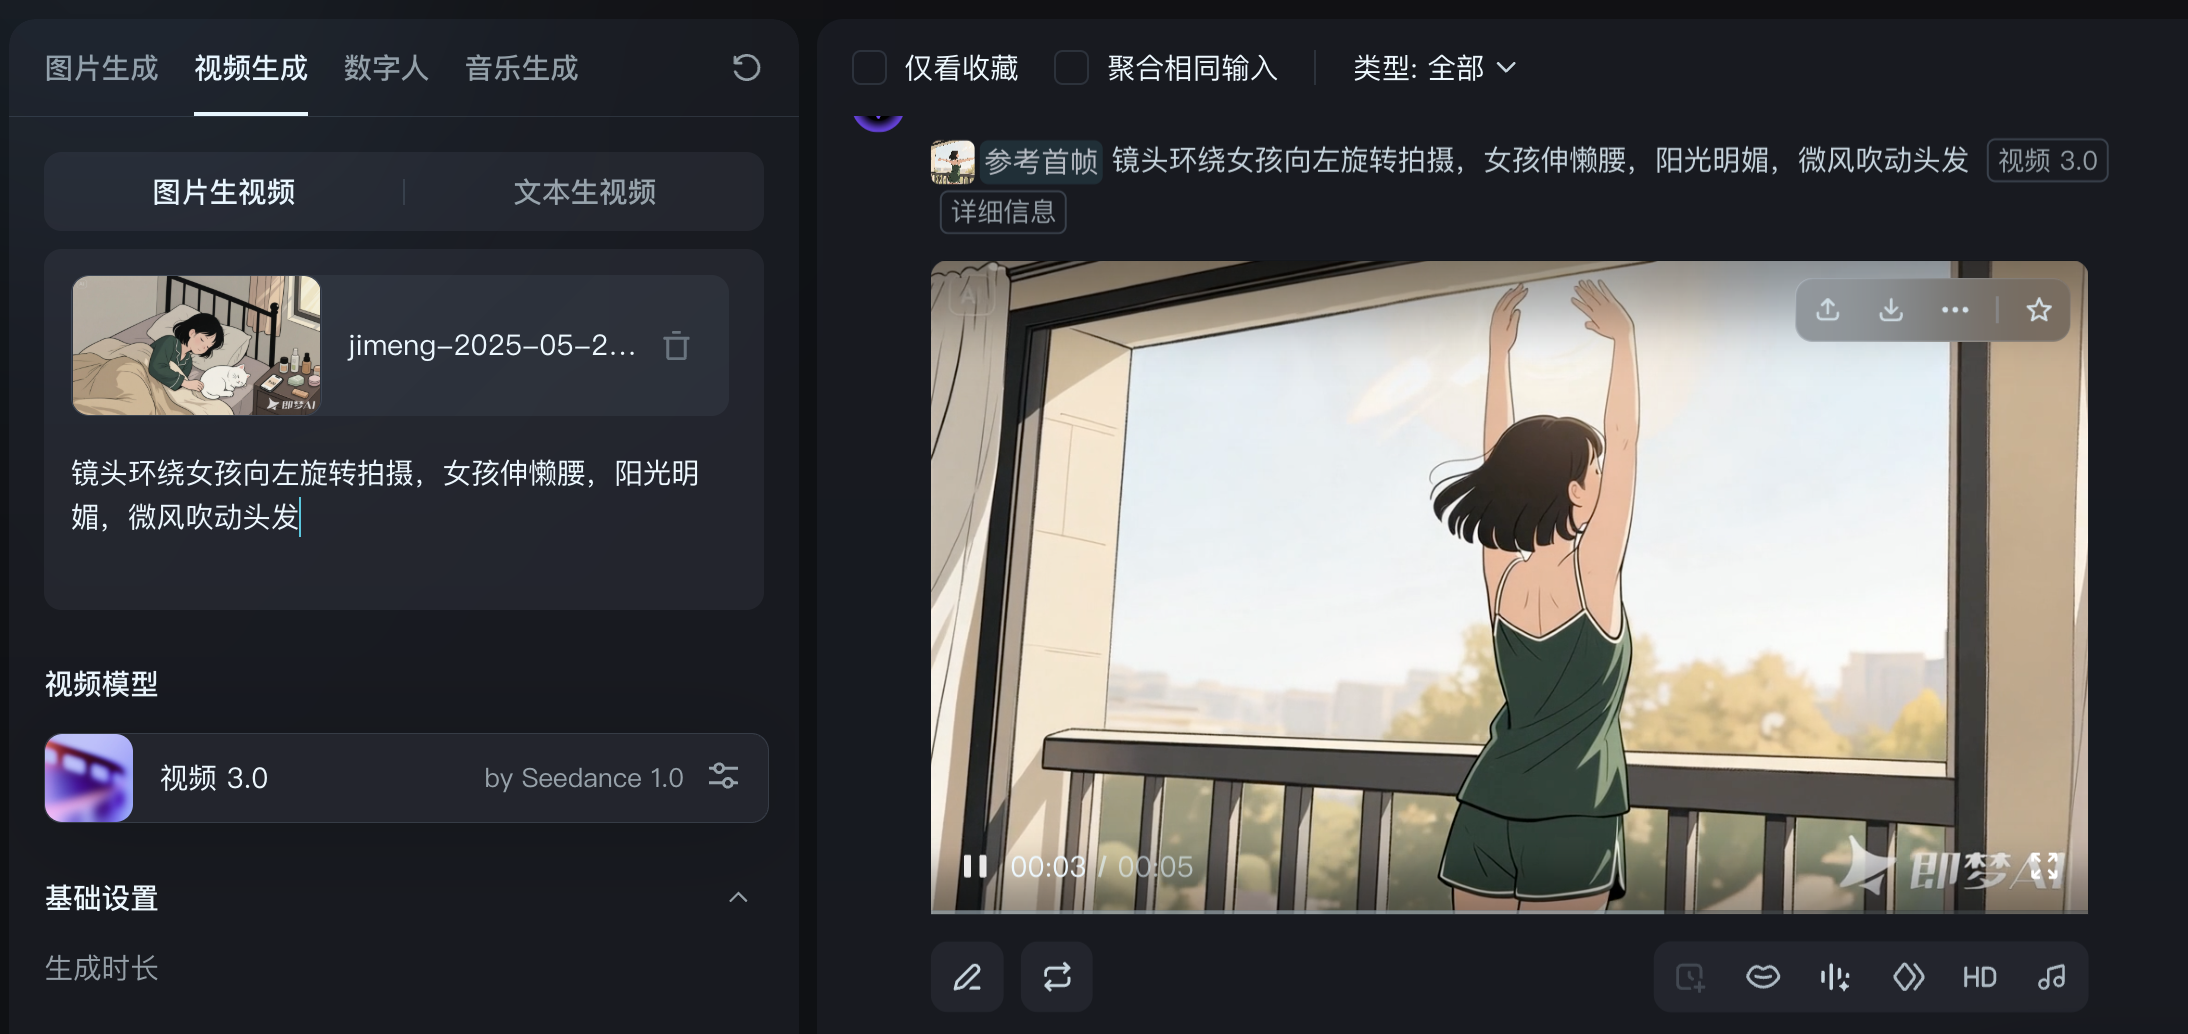 图片生成 视频生成 数字人 音乐生成
图片生视频 文本生视频
即梦AI
jimeng-2025-05-2...
镜头环绕女孩向左旋转拍摄，女孩伸懒腰，阳光明
媚，微风吹动头发
视频模型
视频 3.0 by Seedance 1.0
基础设置
生成时长
仅看收藏 聚合相同输入 类型: 全部
参考首帧 镜头环绕女孩向左旋转拍摄，女孩伸懒腰，阳光明媚，微风吹动头发 视频 3.0
详细信息
AI
00:03 / 00:05
即梦AI
HD